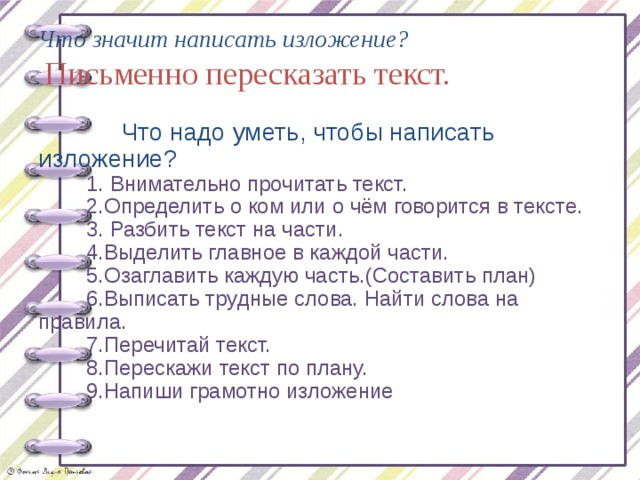 Что значит написать изложение?
Письменно пересказать текст.
Что надо уметь, чтобы написать
изложение?
1. Внимательно прочитать текст.
2.Определить о ком или о чём говорится в тексте.
3. Разбить текст на части.
4.Выделить главное в каждой части.
5.Озаглавить каждую часть.(Составить план)
6.Выписать трудные слова. Найти слова на
правила.
7.Перечитай текст.
8.Перескажи текст по плану.
9.Напиши грамотно изложение